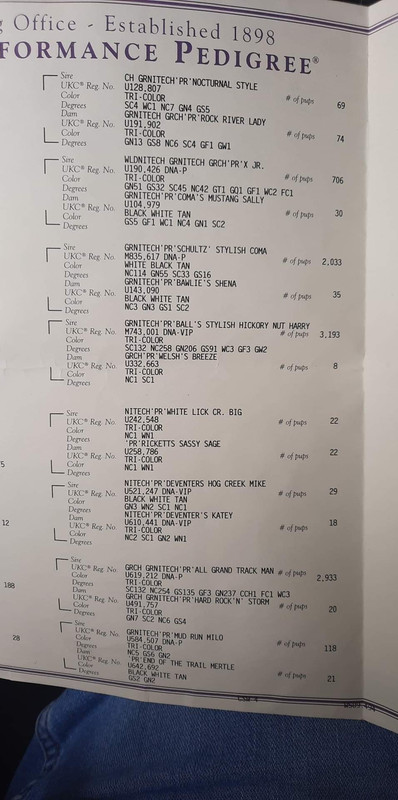 g Office - Established 1898
FORMANCE PEDIGREE®
Sire CH GRNITECH'PR'NOCTURNAL STYLE
UKC® Reg. No. U128,807
Color TRI-COLOR # of pups 69
Degrees SC4 WC1 NC7 GN4 GS5
Dam GRNITECH GRCH'PR'ROCK RIVER LADY
UKC® Reg. No. U191,902
Color TRI-COLOR # of pups 74
Degrees GN13 GS8 NC6 SC4 GF1 GW1
Sire WLDNITECH GRNITECH GRCH'PR'X JR.
UKC® Reg. No. U190,426 DNA-P
Color TRI-COLOR # of pups 706
Degrees GN51 GS32 SC45 NC42 GT1 GQ1 GF1 WC2 FC1
Dam GRNITECH'PR'COMA'S MUSTANG SALLY
UKC® Reg. No. U104,979
Color BLACK WHITE TAN # of pups 30
Degrees GS5 GF1 WC1 NC4 GN1 SC2
Sire GRNITECH'PR'SCHULTZ' STYLISH COMA
UKC® Reg. No. M835,617 DNA-P
Color WHITE BLACK TAN # of pups 2,033
Degrees NC114 GN55 SC33 GS16
Dam GRNITECH'PR'BAWLIE'S SHENA
UKC® Reg. No. U143,090
Color BLACK WHITE TAN # of pups 35
Degrees NC3 GN3 GS1 SC2
Sire GRNITECH'PR'BALL'S STYLISH HICKORY NUT HARRY
UKC® Reg. No. M743,001 DNA-VIP
Color TRI-COLOR # of pups 3,193
Degrees SC132 NC258 GN206 GS91 WC3 GF3 GW2
Dam GRCH'PR'WELSH'S BREEZE
UKC® Reg. No. U332,663
Color TRI-COLOR # of pups 8
Degrees NC1 SC1
Sire NITECH'PR'WHITE LICK CR. BIG
UKC® Reg. No. U242,548
Color TRI-COLOR # of pups 22
Degrees NC1 WN1
Dam 'PR'RICKETTS SASSY SAGE
UKC® Reg. No. U258,786
Color TRI-COLOR # of pups 22
Degrees NC1 WN1
5
Sire NITECH'PR'DEVENTERS HOG CREEK MIKE
UKC® Reg. No. U521,247 DNA-VIP
Color BLACK WHITE TAN # of pups 29
Degrees GN3 WN2 SC1 NC1
Dam NITECH'PR'DEVENTER'S KATEY
12 UKC® Reg. No. U610,441 DNA-VIP # of pups 18
Color TRI-COLOR
Degrees NC2 SC1 GN2 WN1
Sire GRCH GRNITECH'PR'ALL GRAND TRACK MAN # of pups 2,933
UKC® Reg. No. U619,212 DNA-P
Color TRI-COLOR
188 Degrees SC132 NC254 GS135 GF3 GN237 CCH1 FC1 WC3
Dam GRCH GRNITECH'PR'HARD ROCK'N' STORM
UKC® Reg. No. U491,757 # of pups 20
Color TRI-COLOR
Degrees GN7 SC2 NC6 GS4
Sire GRNITECH'PR'MUD RUN MILO
UKC® Reg. No. U584,507 DNA-P # of pups 118
Color TRI-COLOR
28 Degrees NC5 GS6 GN2
Dam 'PR'END OF THE TRAIL MERTLE
UKC® Reg. No. U642,692
Color BLACK WHITE TAN # of pups 21
Degrees GS2 GN2